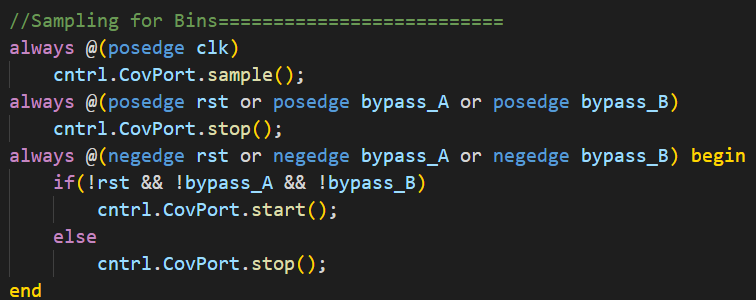 //Sampling for Bins==========================
always @(posedge clk)
    cntrl.CovPort.sample();
always @(posedge rst or posedge bypass_A or posedge bypass_B)
    cntrl.CovPort.stop();
always @(negedge rst or negedge bypass_A or negedge bypass_B) begin
    if(!rst && !bypass_A && !bypass_B)
        cntrl.CovPort.start();
    else
        cntrl.CovPort.stop();
end